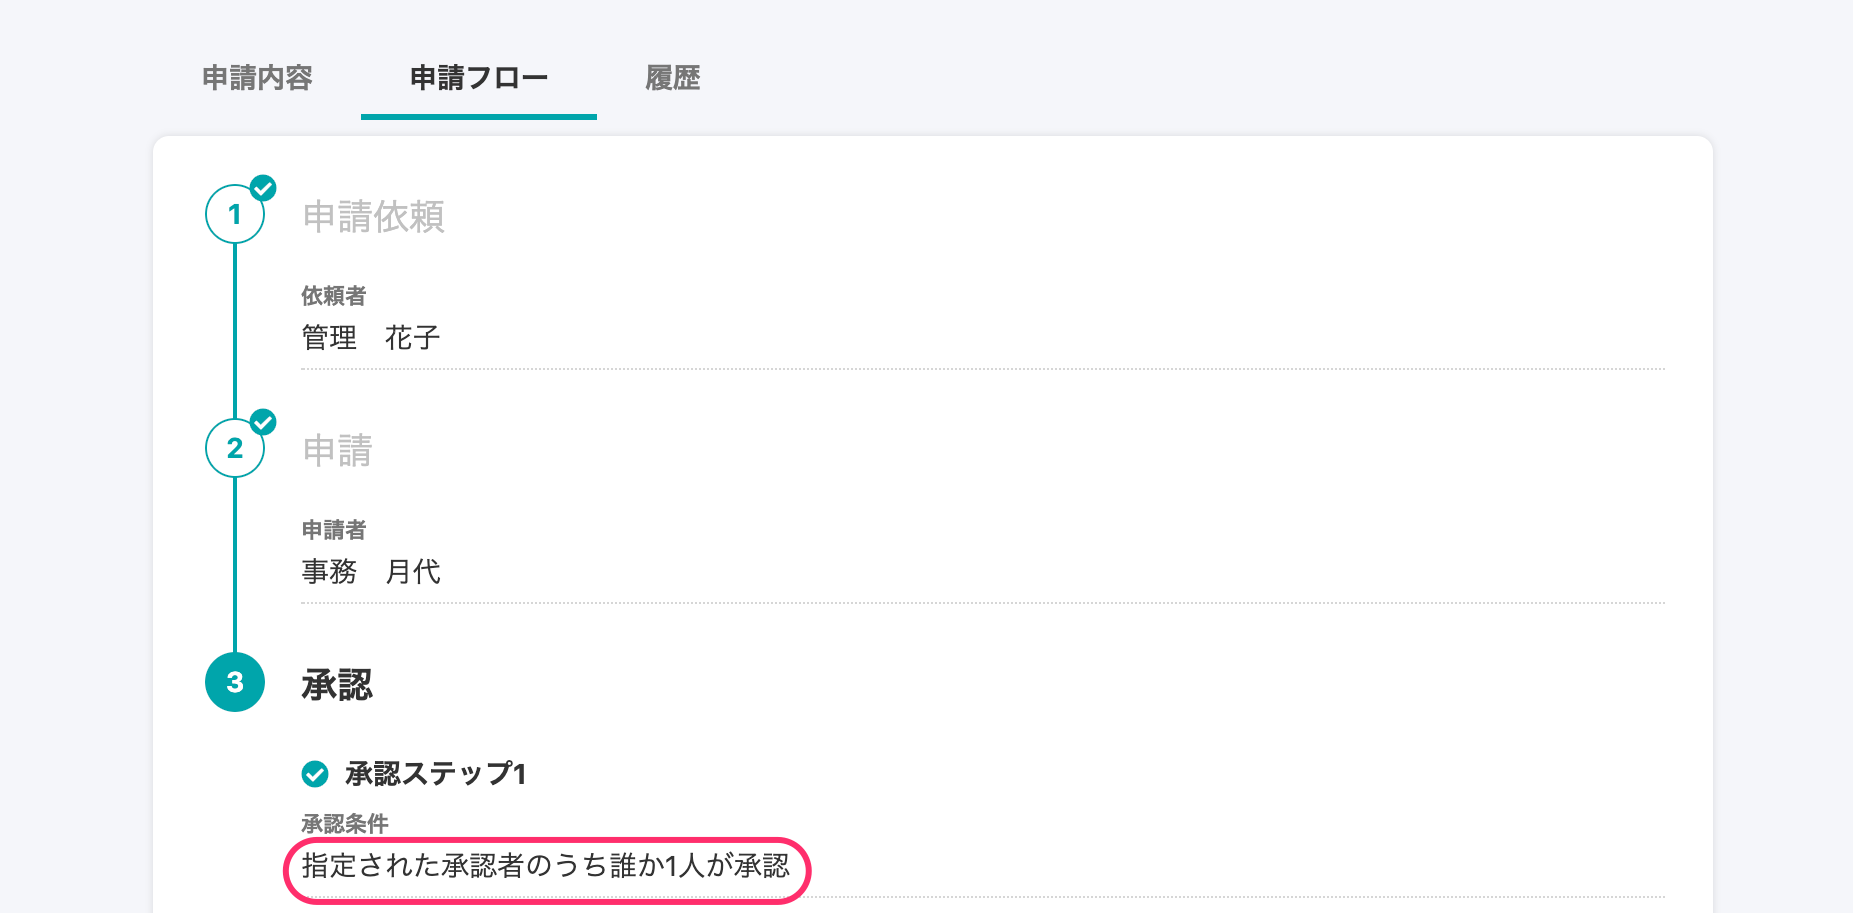 申請内容 申請フロー 履歴
1 申請依頼
依頼者
管理　花子
2 申請
申請者
事務　月代
3 承認
承認ステップ1
承認条件
指定された承認者のうち誰か1人が承認